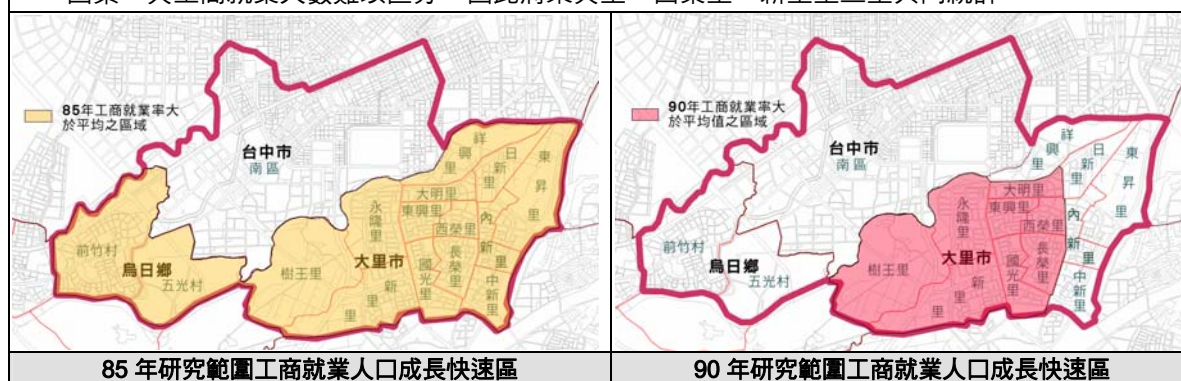 85年工商就業率大
於平均之區域
台中市
南區
祥
興
里
日
新
里
東
昇
里
大明里
東興里
永
隆
里
內
新
里
西榮里
長
榮
里
國
光
里
中
新
里
大里市
樹王里
新
里
里
前竹村
烏日鄉
五光村
90年工商就業率大
於平均值之區域
台中市
南區
祥
興
里
日
新
里
東
昇
里
大明里
東興里
永
隆
里
內
新
里
西榮里
長
榮
里
國
光
里
中
新
里
大里市
樹王里
新
里
里
前竹村
烏日鄉
五光村
85 年研究範圍工商就業人口成長快速區
90 年研究範圍工商就業人口成長快速區